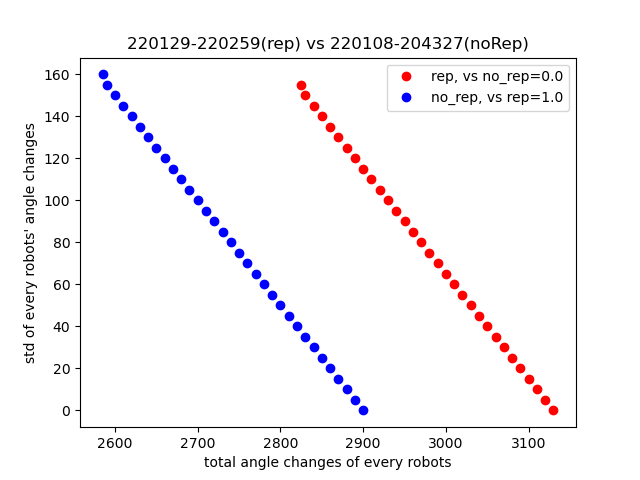 220129-220259(rep) vs 220108-204327(noRep)
rep, vs no_rep=0.0
no_rep, vs rep=1.0
160
140
120
100
80
60
40
20
0
std of every robots' angle changes
2600 2700 2800 2900 3000 3100
total angle changes of every robots